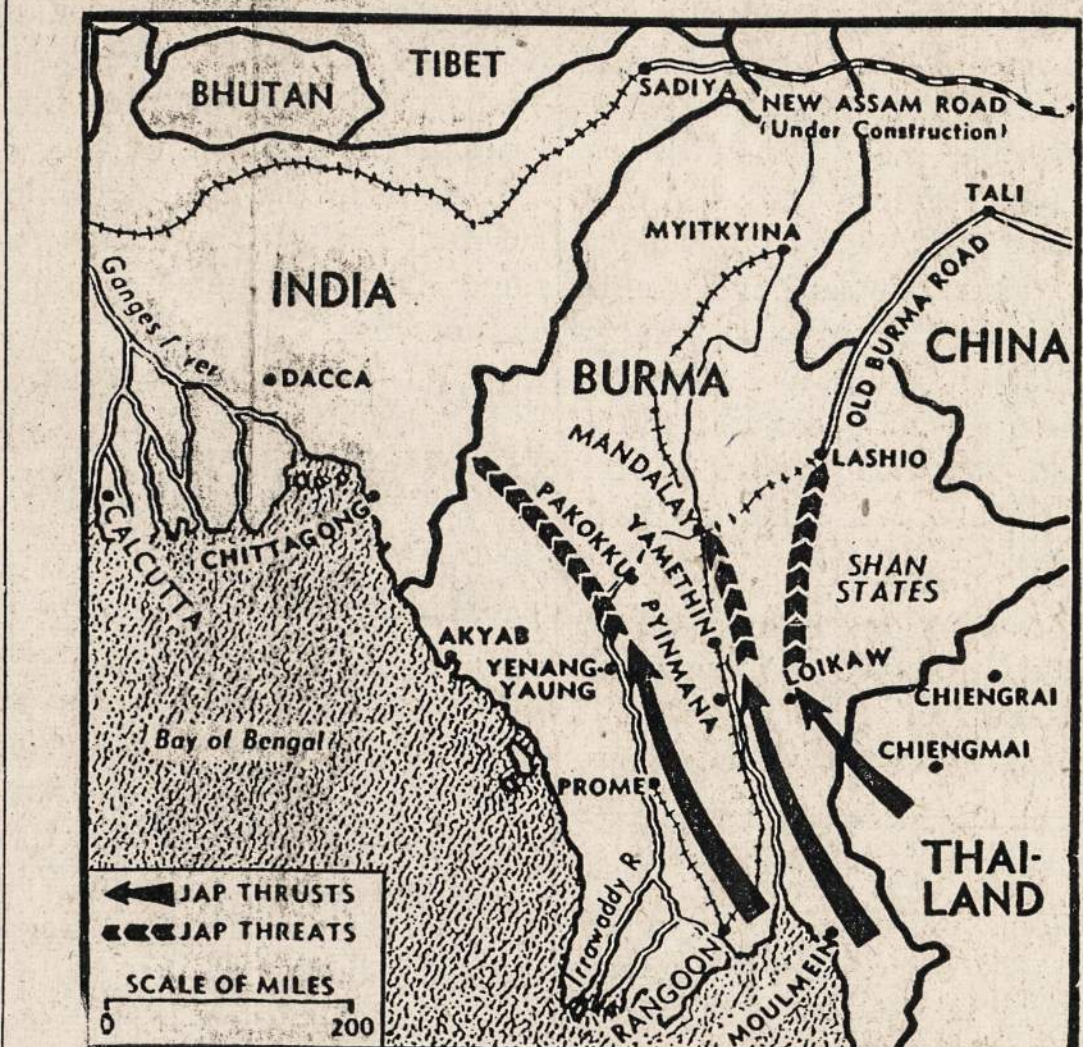 TIBET
BHUTAN
SADIYA
NEW ASSAM ROAD
(Under Construction)
TALI
MYITKYINA
Ganges River
INDIA
OLD BURMA ROAD
CHINA
DACCA
BURMA
MANDALAY
LASHIO
CALCUTTA
CHITTAGONG
PAKOKKU
YAMETHIN
SHAN
STATES
PYINMANA
AKYAB
YENANG-
YAUNG
LOIKAW
CHIENGRAI
Bay of Bengal
CHIENGMAI
PROME
THAI-
LAND
JAP THRUSTS
JAP THREATS
Irrawaddy R
RANGOON
MOULMEIN
SCALE OF MILES
0 200